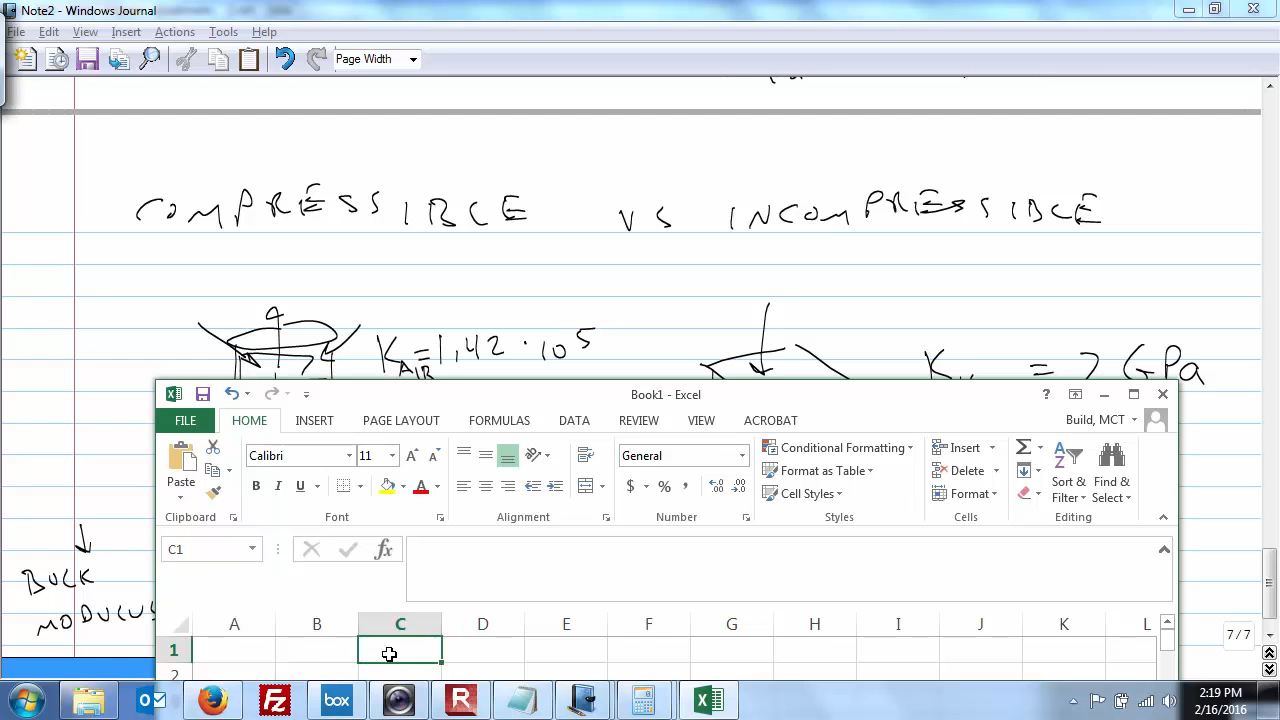 Note2 - Windows Journal
File Edit View Insert Actions Tools Help
Page Width
COMPRESSIBLE VS INCOMPRESSIBLE
K AIR = 1,42 · 10^5
= 2 GPa
BULK
MODULUS
Book1 - Excel
FILE HOME INSERT PAGE LAYOUT FORMULAS DATA REVIEW VIEW ACROBAT Build, MCT
Paste Calibri 11 General Conditional Formatting Format as Table Cell Styles Insert Delete Format Sort & Filter Find & Select
Clipboard Font Alignment Number Styles Cells Editing
C1 fx
A B C D E F G H I J K L
1
2
7/7
2:19 PM
2/16/2016